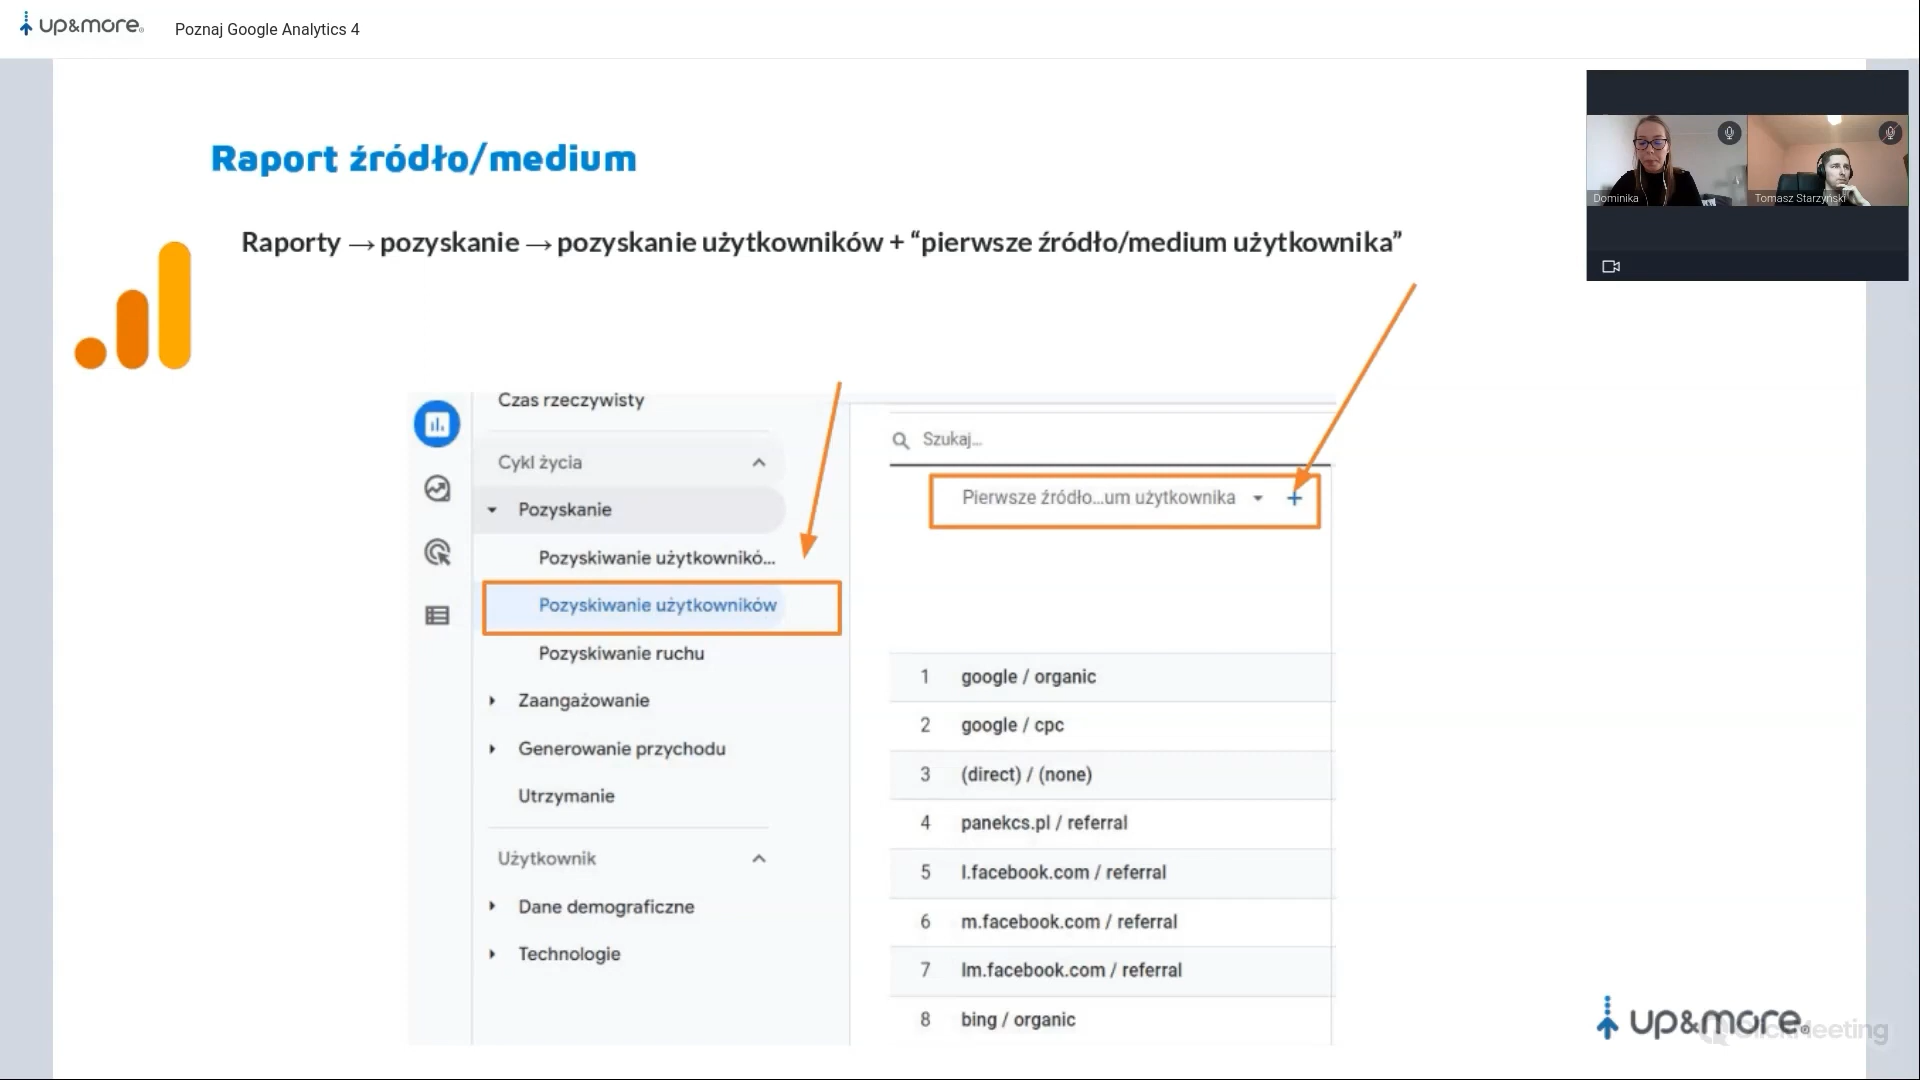 up&more®
Poznaj Google Analytics 4
Dominika
Tomasz Starzyński
Raport źródło/medium
Raporty → pozyskanie → pozyskanie użytkowników + “pierwsze źródło/medium użytkownika”
Czas rzeczywisty
Cykl życia
Pozyskanie
Pozyskiwanie użytkownikó...
Pozyskiwanie użytkowników
Pozyskiwanie ruchu
Zaangażowanie
Generowanie przychodu
Utrzymanie
Użytkownik
Dane demograficzne
Technologie
Szukaj...
Pierwsze źródło...um użytkownika +
1 google / organic
2 google / cpc
3 (direct) / (none)
4 panekcs.pl / referral
5 l.facebook.com / referral
6 m.facebook.com / referral
7 lm.facebook.com / referral
8 bing / organic
up&more®
ClickMeeting